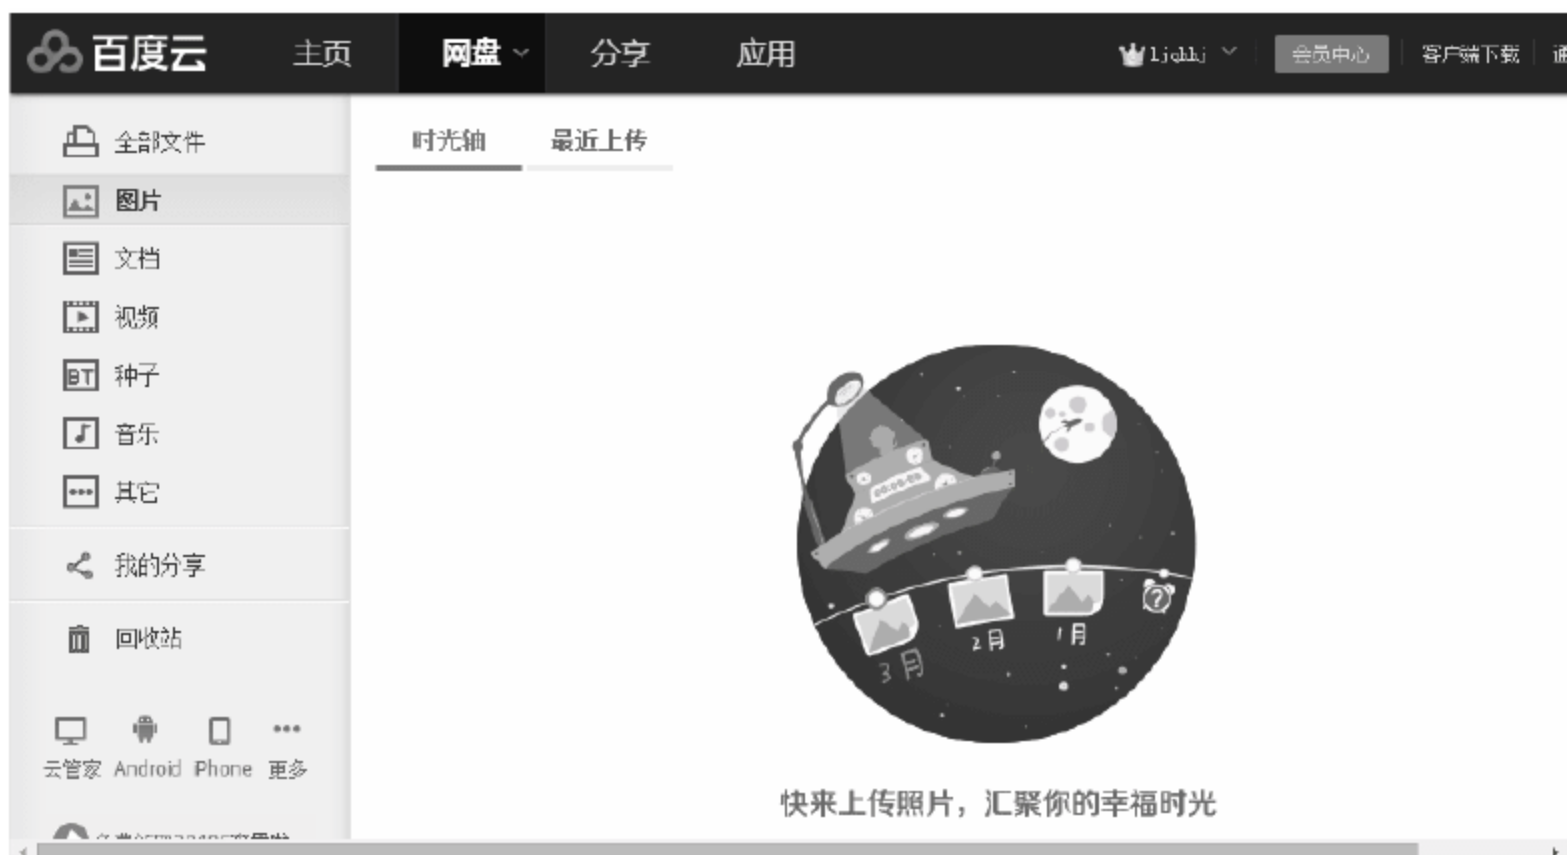 百度云 主页 网盘 分享 应用 ljqhhj 会员中心 客户端下载 通
全部文件 时光轴 最近上传
图片
文档
视频
BT 种子
音乐
其它
我的分享
回收站
云管家 Android iPhone 更多
3月 2月 1月 ?
快来上传照片，汇聚你的幸福时光